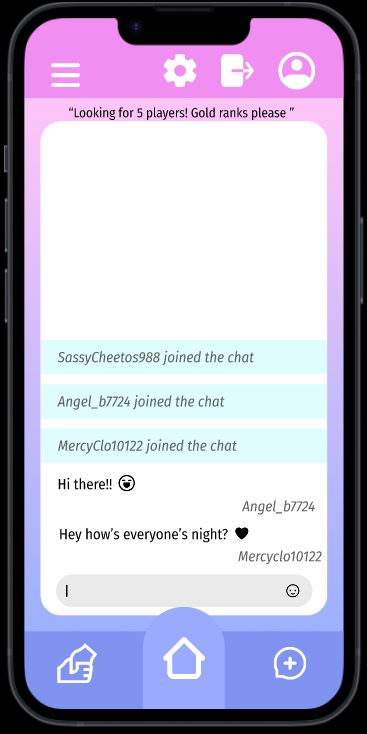 “Looking for 5 players! Gold ranks please ”
SassyCheetos988 joined the chat
Angel_b7724 joined the chat
MercyClo10122 joined the chat
Hi there!!
Angel_b7724
Hey how’s everyone’s night?
Mercyclo10122